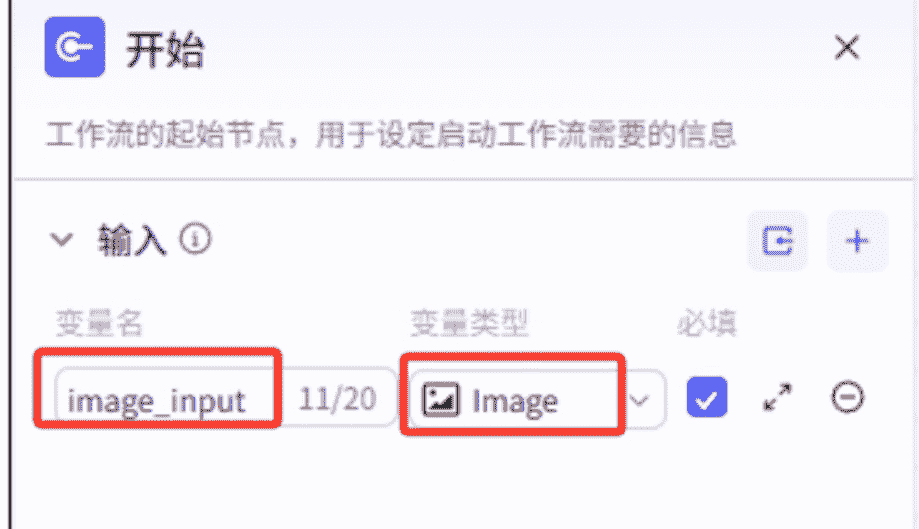 开始
工作流的起始节点，用于设定启动工作流需要的信息
输入
变量名 变量类型 必填
image_input 11/20 Image